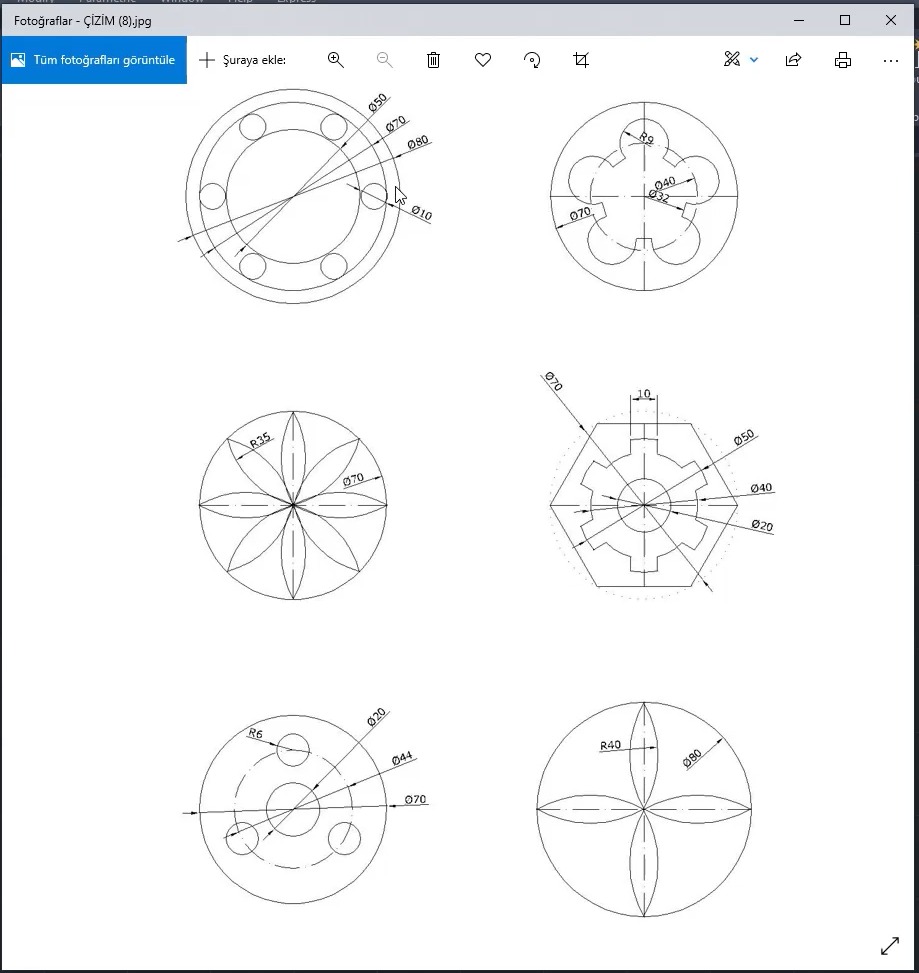 Fotoğraflar - ÇİZİM (8).jpg
Tüm fotoğrafları görüntüle
Şuraya ekle:
Ø50
Ø70
Ø80
Ø10
R9
Ø40
Ø32
Ø70
R35
Ø70
Ø70
10
Ø50
Ø40
Ø20
R6
Ø20
Ø44
Ø70
R40
Ø80